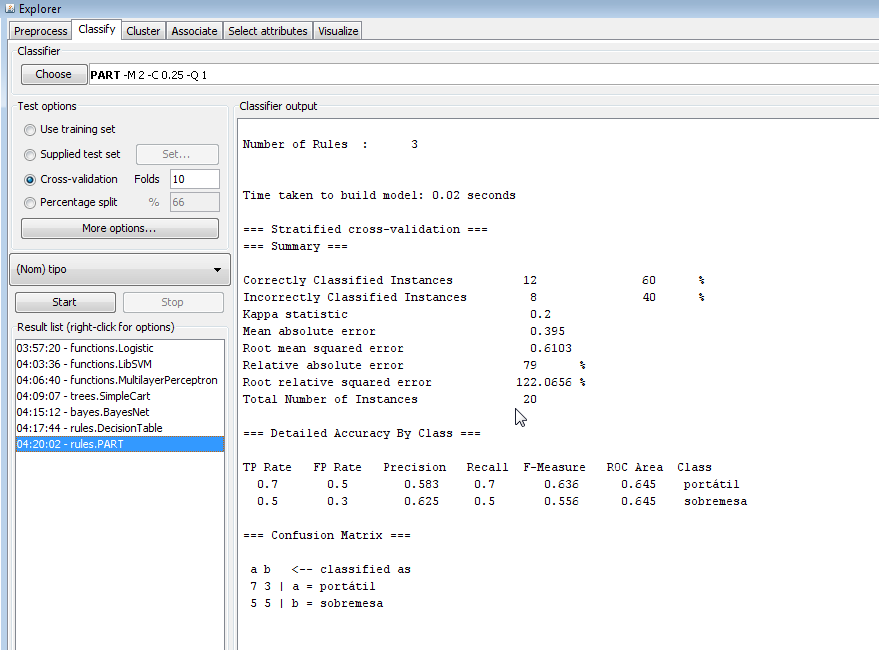 Explorer
Preprocess Classify Cluster Associate Select attributes Visualize
Classifier
Choose PART -M 2 -C 0.25 -Q 1
Test options
Use training set
Supplied test set Set...
Cross-validation Folds 10
Percentage split % 66
More options...
(Nom) tipo
Start Stop
Result list (right-click for options)
03:57:20 - functions.Logistic
04:03:36 - functions.LibSVM
04:06:40 - functions.MultilayerPerceptron
04:09:07 - trees.SimpleCart
04:15:12 - bayes.BayesNet
04:17:44 - rules.DecisionTable
04:20:02 - rules.PART
Classifier output
Number of Rules : 3
Time taken to build model: 0.02 seconds
=== Stratified cross-validation ===
=== Summary ===
Correctly Classified Instances 12 60 %
Incorrectly Classified Instances 8 40 %
Kappa statistic 0.2
Mean absolute error 0.395
Root mean squared error 0.6103
Relative absolute error 79 %
Root relative squared error 122.0656 %
Total Number of Instances 20
=== Detailed Accuracy By Class ===
TP Rate FP Rate Precision Recall F-Measure ROC Area Class
0.7 0.5 0.583 0.7 0.636 0.645 portátil
0.5 0.3 0.625 0.5 0.556 0.645 sobremesa
=== Confusion Matrix ===
a b <-- classified as
7 3 | a = portátil
5 5 | b = sobremesa